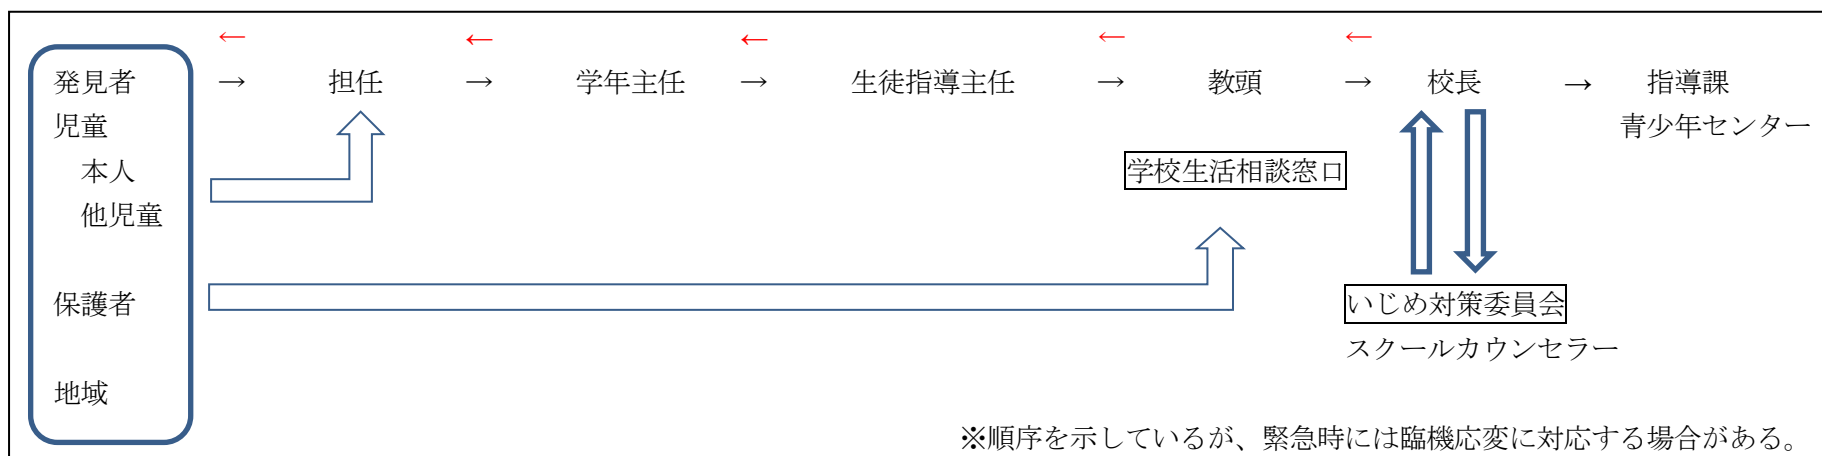 ← ← ← ← ←
発見者 → 担任 → 学年主任 → 生徒指導主任 → 教頭 → 校長 → 指導課
児童 青少年センター
本人 学校生活相談窓口
他児童
保護者 いじめ対策委員会
スクールカウンセラー
地域
※順序を示しているが、緊急時には臨機応変に対応する場合がある。